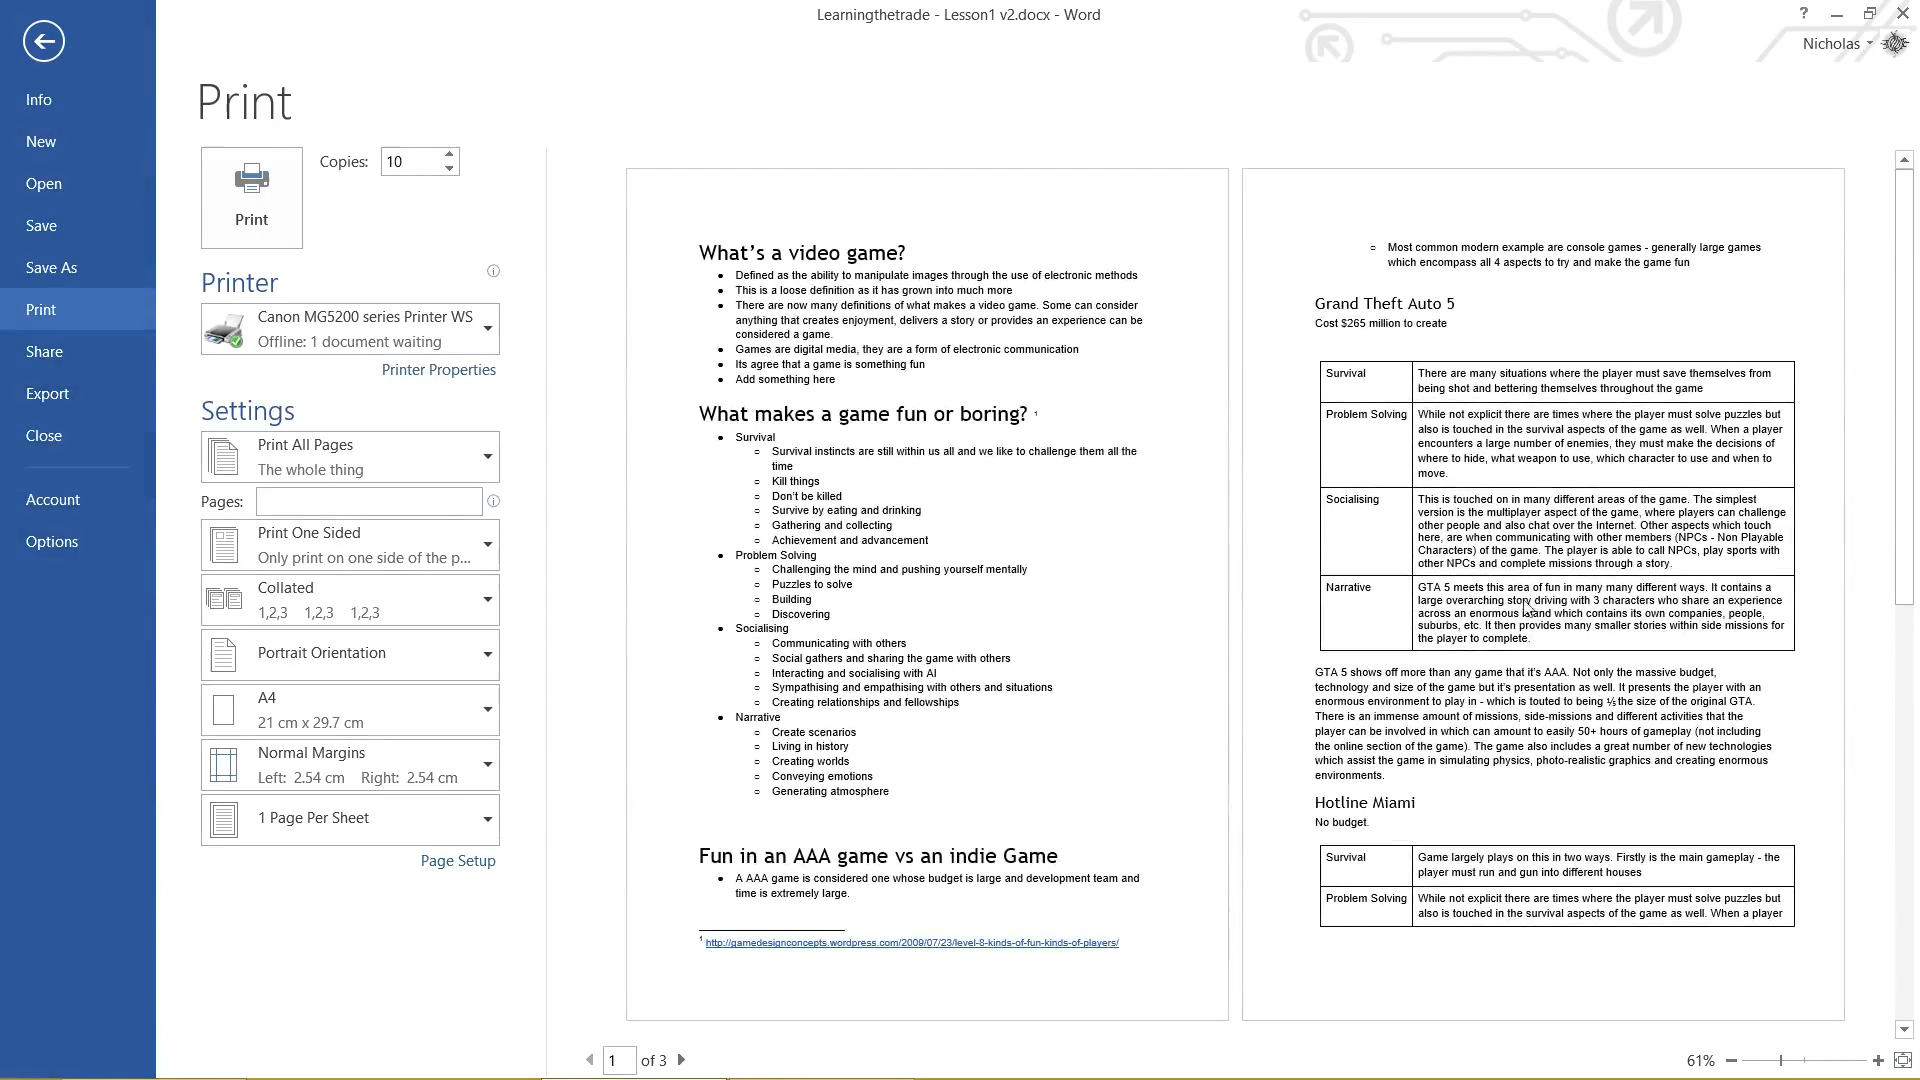 Learningthetrade - Lesson1 v2.docx - Word
?
Nicholas
Info
New
Open
Save
Save As
Print
Share
Export
Close
Account
Options
Print
Print
Copies: 10
Printer
Canon MG5200 series Printer WS
Offline: 1 document waiting
Printer Properties
Settings
Print All Pages
The whole thing
Pages:
Print One Sided
Only print on one side of the p...
Collated
1,2,3 1,2,3 1,2,3
Portrait Orientation
A4
21 cm x 29.7 cm
Normal Margins
Left: 2.54 cm Right: 2.54 cm
1 Page Per Sheet
Page Setup
What's a video game?
Defined as the ability to manipulate images through the use of electronic methods
This is a loose definition as it has grown into much more
There are now many definitions of what makes a video game. Some can consider
anything that creates enjoyment, delivers a story or provides an experience can be
considered a game.
Games are digital media, they are a form of electronic communication
Its agree that a game is something fun
Add something here
What makes a game fun or boring? 1
Survival
Survival instincts are still within us all and we like to challenge them all the
time
Kill things
Don't be killed
Survive by eating and drinking
Gathering and collecting
Achievement and advancement
Problem Solving
Challenging the mind and pushing yourself mentally
Puzzles to solve
Building
Discovering
Socialising
Communicating with others
Social gathers and sharing the game with others
Interacting and socialising with AI
Sympathising and empathising with others and situations
Creating relationships and fellowships
Narrative
Create scenarios
Living in history
Creating worlds
Conveying emotions
Generating atmosphere
Fun in an AAA game vs an indie Game
A AAA game is considered one whose budget is large and development team and
time is extremely large.
1 http://gamedesignconcepts.wordpress.com/2009/07/23/level-8-kinds-of-fun-kinds-of-players/
Most common modern example are console games - generally large games
which encompass all 4 aspects to try and make the game fun
Grand Theft Auto 5
Cost $265 million to create
Survival
There are many situations where the player must save themselves from
being shot and bettering themselves throughout the game
Problem Solving
While not explicit there are times where the player must solve puzzles but
also is touched in the survival aspects of the game as well. When a player
encounters a large number of enemies, they must make the decisions of
where to hide, what weapon to use, which character to use and when to
move.
Socialising
This is touched on in many different areas of the game. The simplest
version is the multiplayer aspect of the game, where players can challenge
other people and also chat over the Internet. Other aspects which touch
here, are when communicating with other members (NPCs - Non Playable
Characters) of the game. The player is able to call NPCs, play sports with
other NPCs and complete missions through a story.
Narrative
GTA 5 meets this area of fun in many many different ways. It contains a
large overarching story driving with 3 characters who share an experience
across an enormous island which contains its own companies, people,
suburbs, etc. It then provides many smaller stories within side missions for
the player to complete.
GTA 5 shows off more than any game that it's AAA. Not only the massive budget,
technology and size of the game but it's presentation as well. It presents the player with an
enormous environment to play in - which is touted to being the size of the original GTA.
There is an immense amount of missions, side-missions and different activities that the
player can be involved in which can amount to easily 50+ hours of gameplay (not including
the online section of the game). The game also includes a great number of new technologies
which assist the game in simulating physics, photo-realistic graphics and creating enormous
environments.
Hotline Miami
No budget.
Survival
Game largely plays on this in two ways. Firstly is the main gameplay - the
player must run and gun into different houses
Problem Solving
While not explicit there are times where the player must solve puzzles but
also is touched in the survival aspects of the game as well. When a player
1 of 3
61%